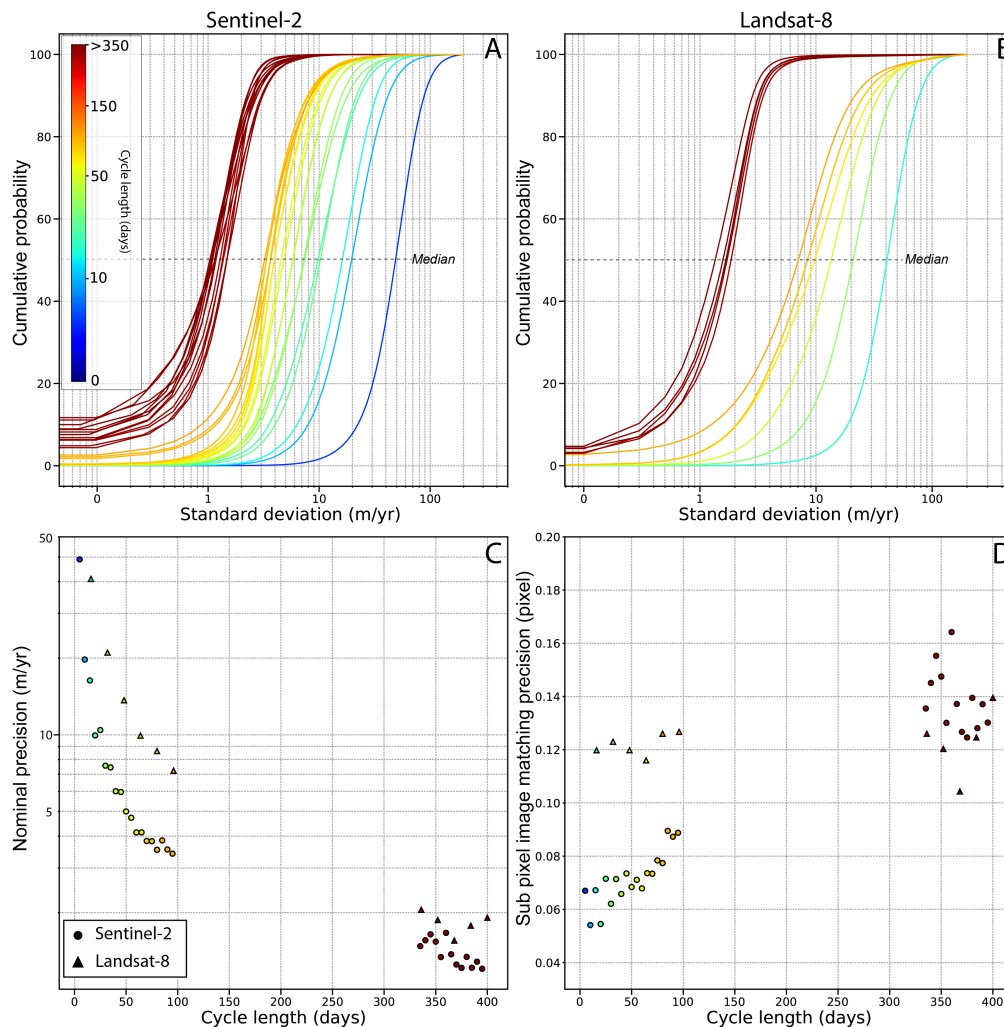 Sentinel-2
Landsat-8
A
100
80
60
40
20
0
Cumulative probability
>350
150
50
10
0
Cycle length (days)
Median
0
1
10
100
Standard deviation (m/yr)
B
100
80
60
40
20
0
Cumulative probability
Median
0
1
10
100
Standard deviation (m/yr)
C
50
10
5
Nominal precision (m/yr)
Sentinel-2
Landsat-8
0 50 100 150 200 250 300 350 400
Cycle length (days)
D
0.20
0.18
0.16
0.14
0.12
0.10
0.08
0.06
0.04
Sub pixel image matching precision (pixel)
0 50 100 150 200 250 300 350 400
Cycle length (days)